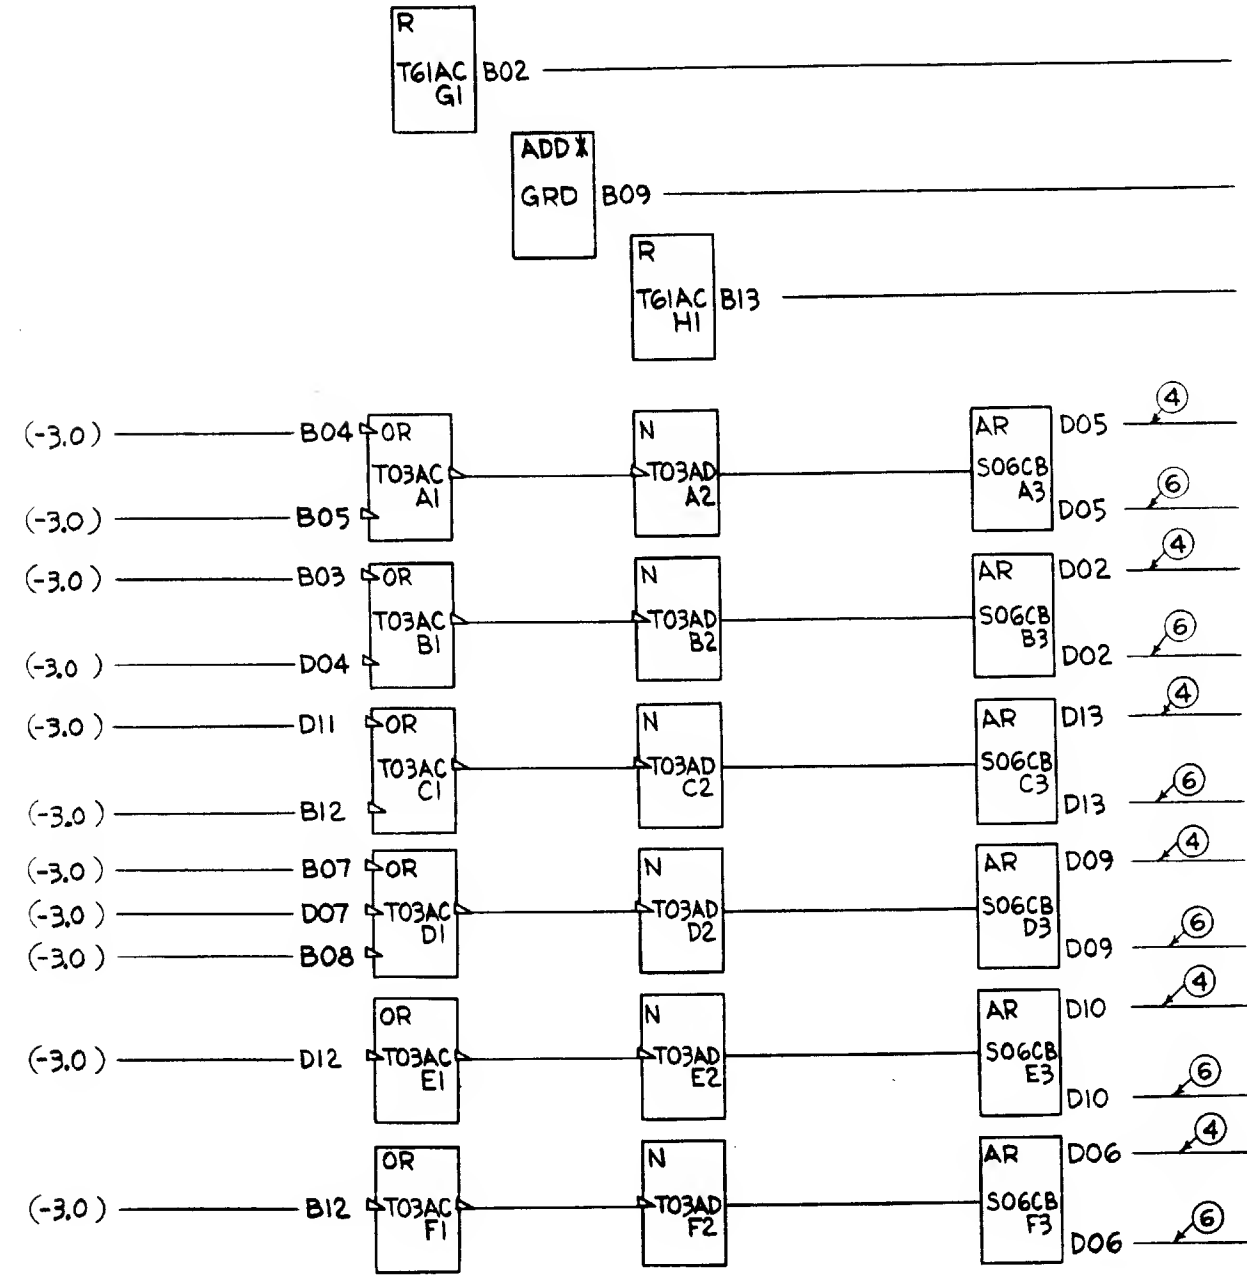 R
T61AC B02
G1
ADD X
GRD B09
R
T61AC B13
H1
(-3.0) B04 OR N AR D05 4
T03AC T03AD S06CB
A1 A2 A3
(-3.0) B05 D05 6
(-3.0) B03 OR N AR D02 4
T03AC T03AD S06CB
B1 B2 B3
(-3.0) D04 D02 6
(-3.0) D11 OR N AR D13 4
T03AC T03AD S06CB
C1 C2 C3
(-3.0) B12 D13 6
(-3.0) B07 OR N AR D09 4
(-3.0) D07 T03AC T03AD S06CB
D1 D2 D3
(-3.0) B08 D09 6
OR N AR D10 4
(-3.0) D12 T03AC T03AD S06CB
E1 E2 E3
D10 6
OR N AR D06 4
(-3.0) B12 T03AC T03AD S06CB
F1 F2 F3
D06 6